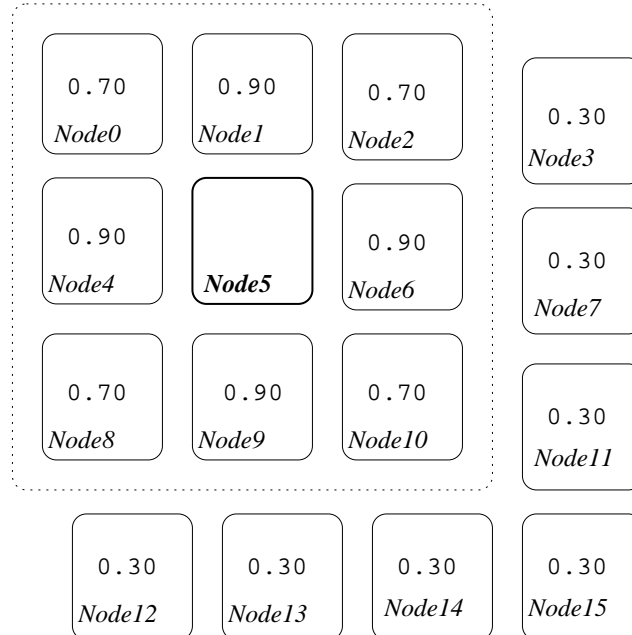 0.70
Node0
0.90
Node1
0.70
Node2
0.30
Node3
0.90
Node4
Node5
0.90
Node6
0.30
Node7
0.70
Node8
0.90
Node9
0.70
Node10
0.30
Node11
0.30
Node12
0.30
Node13
0.30
Node14
0.30
Node15